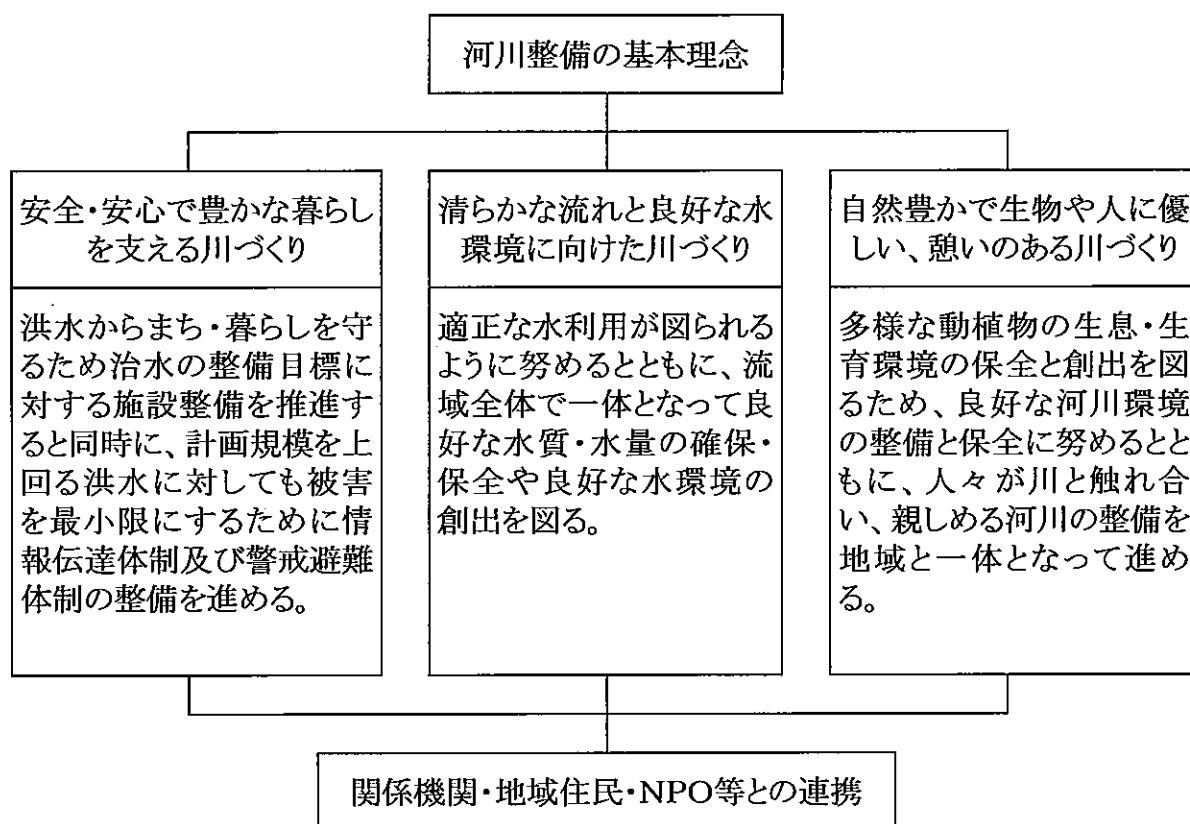 河川整備の基本理念
安全・安心で豊かな暮らし
を支える川づくり
洪水からまち・暮らしを守
るため治水の整備目標に
対する施設整備を推進す
ると同時に、計画規模を上
回る洪水に対しても被害
を最小限にするために情
報伝達体制及び警戒避難
体制の整備を進める。
清らかな流れと良好な水
環境に向けた川づくり
適正な水利用が図られる
ように努めるとともに、流
域全体で一体となって良
好な水質・水量の確保・
保全や良好な水環境の
創出を図る。
自然豊かで生物や人に優
しい、憩いのある川づくり
多様な動植物の生息・生
育環境の保全と創出を図
るため、良好な河川環境
の整備と保全に努めるとと
もに、人々が川と触れ合
い、親しめる河川の整備を
地域と一体となって進め
る。
関係機関・地域住民・NPO等との連携